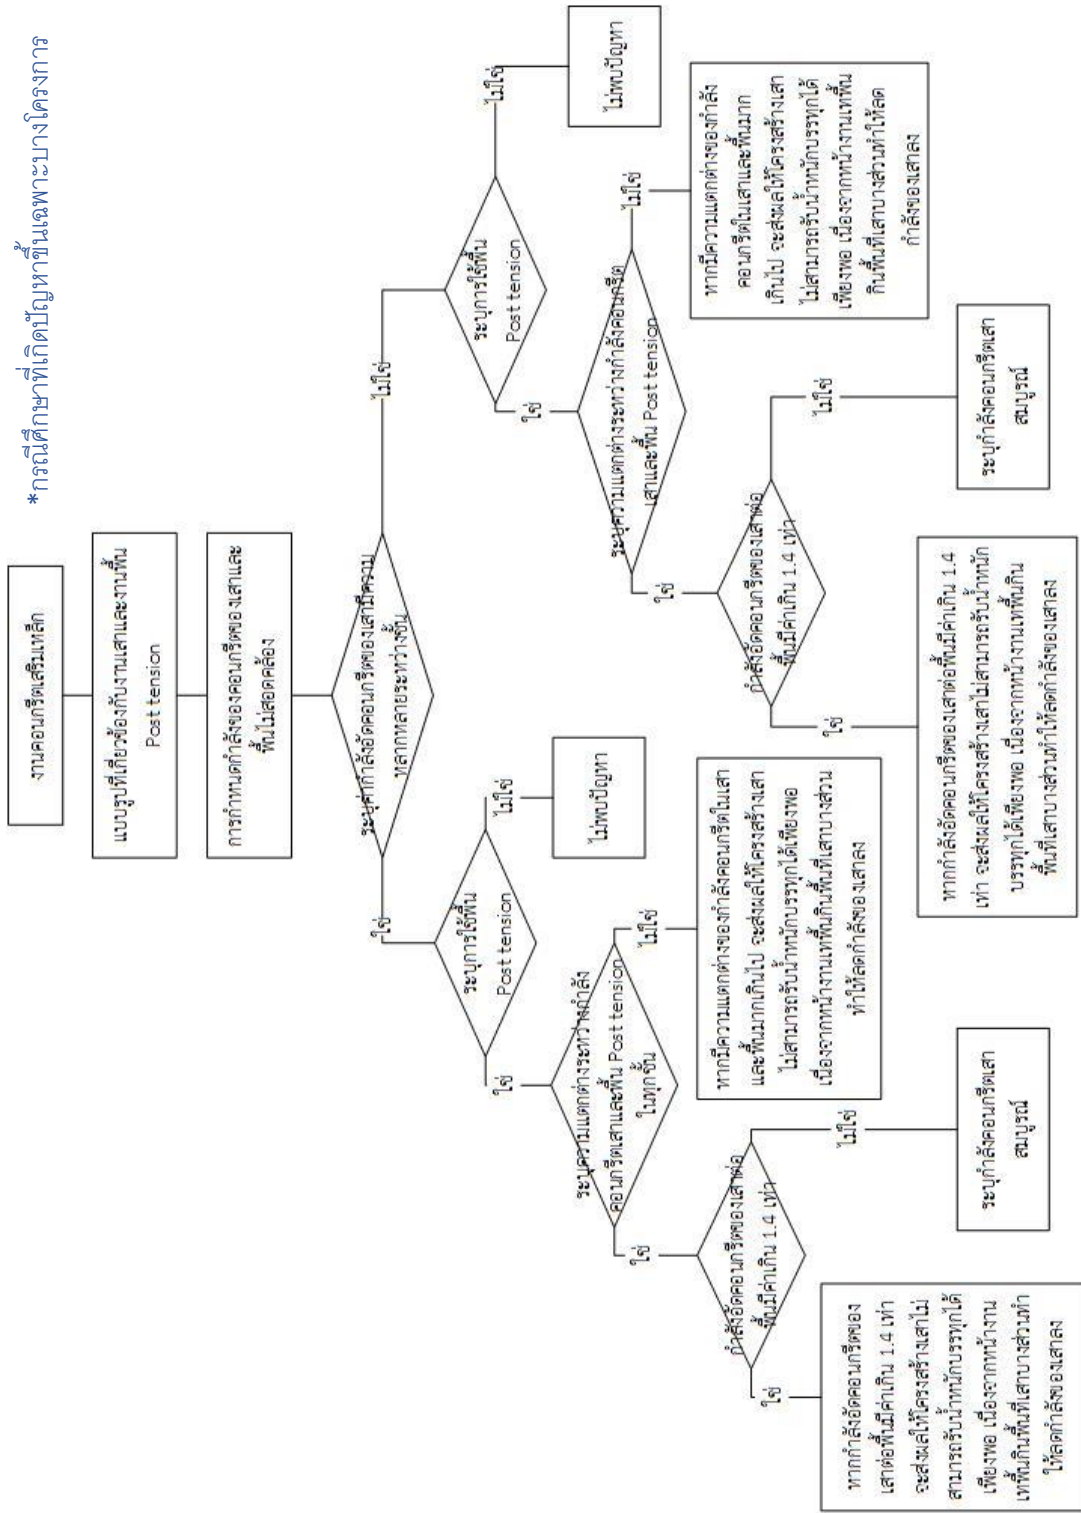 *กรณีศึกษาที่เกิดปัญหาขึ้นเฉพาะบางโครงการ
งานคอนกรีตเสริมเหล็ก
แบบรูปที่เกี่ยวข้องกับงานเสาและงานพื้น
Post tension
การกำหนดกำลังของคอนกรีตของเสาและ
พื้นไม่สอดคล้อง
ระบุค่ากำลังอัดคอนกรีตของเสามีความ
หลากหลายระหว่างชั้น
ใช่
ไม่ใช่
ระบุการใช้พื้น
Post tension
ใช่
ไม่ใช่
ไม่พบปัญหา
ระบุความแตกต่างระหว่างกำลัง
คอนกรีตเสาและพื้น Post tension
ในทุกชั้น
ใช่
ไม่ใช่
หากมีความแตกต่างของกำลังคอนกรีตในเสา
และพื้นมากเกินไป จะส่งผลให้โครงสร้างเสา
ไม่สามารถรับน้ำหนักบรรทุกได้เพียงพอ
เนื่องจากหน้างานเทพื้นกินพื้นที่เสาบางส่วน
ทำให้ลดกำลังของเสาลง
กำลังอัดคอนกรีตของเสาต่อ
พื้นมีค่าเกิน 1.4 เท่า
ใช่
ไม่ใช่
หากกำลังอัดคอนกรีตของ
เสาต่อพื้นมีค่าเกิน 1.4 เท่า
จะส่งผลให้โครงสร้างเสาไม่
สามารถรับน้ำหนักบรรทุกได้
เพียงพอ เนื่องจากหน้างาน
เทพื้นกินพื้นที่เสาบางส่วนทำ
ให้ลดกำลังของเสาลง
ระบุกำลังคอนกรีตเสา
สมบูรณ์
ระบุการใช้พื้น
Post tension
ใช่
ไม่ใช่
ไม่พบปัญหา
ระบุความแตกต่างระหว่างกำลังคอนกรีต
เสาและพื้น Post tension
ใช่
ไม่ใช่
หากมีความแตกต่างของกำลัง
คอนกรีตในเสาและพื้นมาก
เกินไป จะส่งผลให้โครงสร้างเสา
ไม่สามารถรับน้ำหนักบรรทุกได้
เพียงพอ เนื่องจากหน้างานเทพื้น
กินพื้นที่เสาบางส่วนทำให้ลด
กำลังของเสาลง
กำลังอัดคอนกรีตของเสาต่อ
พื้นมีค่าเกิน 1.4 เท่า
ใช่
ไม่ใช่
หากกำลังอัดคอนกรีตของเสาต่อพื้นมีค่าเกิน 1.4
เท่า จะส่งผลให้โครงสร้างเสาไม่สามารถรับน้ำหนัก
บรรทุกได้เพียงพอ เนื่องจากหน้างานเทพื้นกิน
พื้นที่เสาบางส่วนทำให้ลดกำลังของเสาลง
ระบุกำลังคอนกรีตเสา
สมบูรณ์